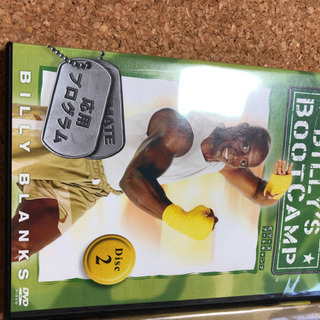 BILLY'S
BOOTCAMP
応用
プログラム
Disc
2
BILLY BLANKS
DVD